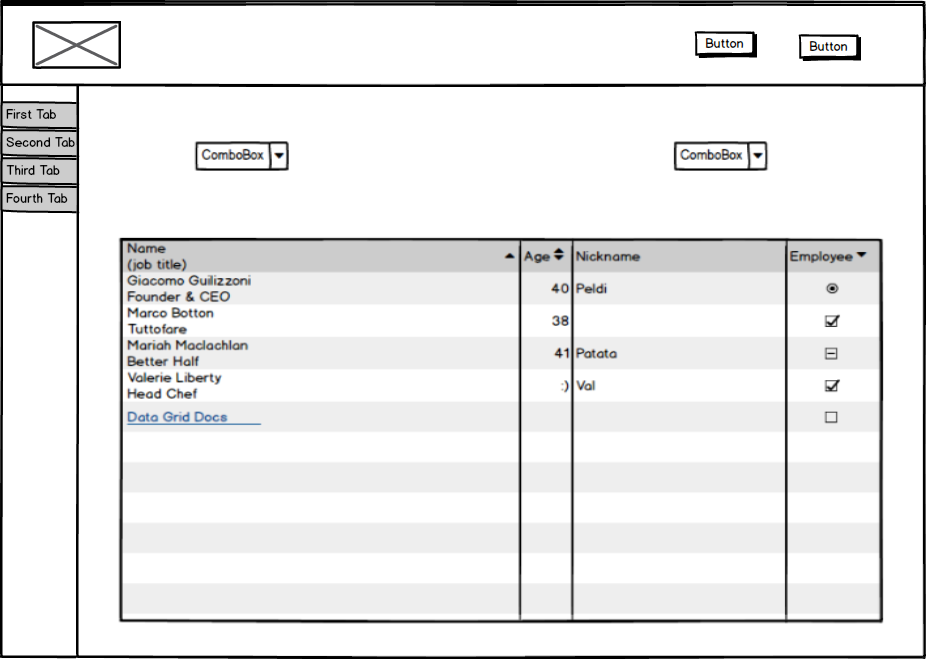 Button
Button
First Tab
Second Tab
Third Tab
Fourth Tab
ComboBox
ComboBox
Name
(job title)
Age
Nickname
Employee
Giacomo Guilizzoni
Founder & CEO
40
Peldi
Marco Botton
Tuttofare
38
Mariah Maclachlan
Better Half
41
Patata
Valerie Liberty
Head Chef
:)
Val
Data Grid Docs